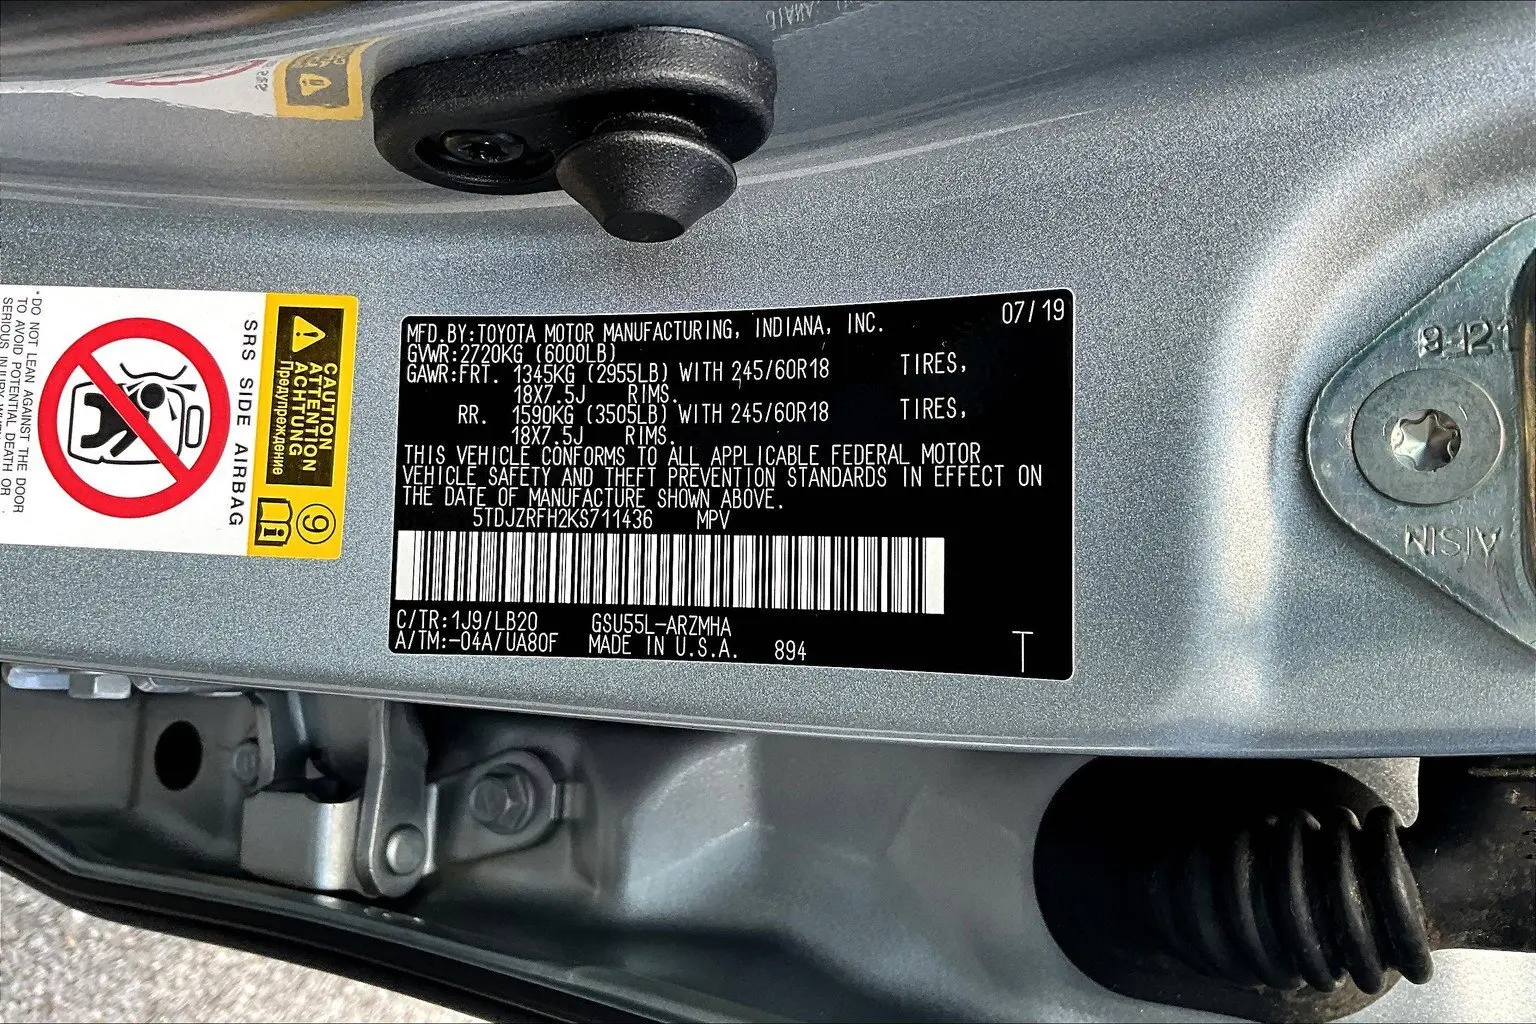 MFD.BY:TOYOTA MOTOR MANUFACTURING, INDIANA, INC. 07/19
GVWR:2720KG (6000LB)
GAWR:FRT. 1345KG (2955LB) WITH 245/60R18 TIRES,
18X7.5J RIMS.
RR. 1590KG (3505LB) WITH 245/60R18 TIRES,
18X7.5J RIMS.
THIS VEHICLE CONFORMS TO ALL APPLICABLE FEDERAL MOTOR
VEHICLE SAFETY AND THEFT PREVENTION STANDARDS IN EFFECT ON
THE DATE OF MANUFACTURE SHOWN ABOVE.
5TDJZRFH2KS711436 MPV
C/TR:1J9/LB20 GSU55L-ARZMHA
A/TM:-04A/UA80F MADE IN U.S.A. 894 T
CAUTION
ATTENTION
ACHTUNG
Предупреждение
9
SRS SIDE AIRBAG
*DO NOT LEAN AGAINST THE DOOR
TO AVOID POTENTIAL DEATH OR
SERIOUS INJURY WHEN
AISIN